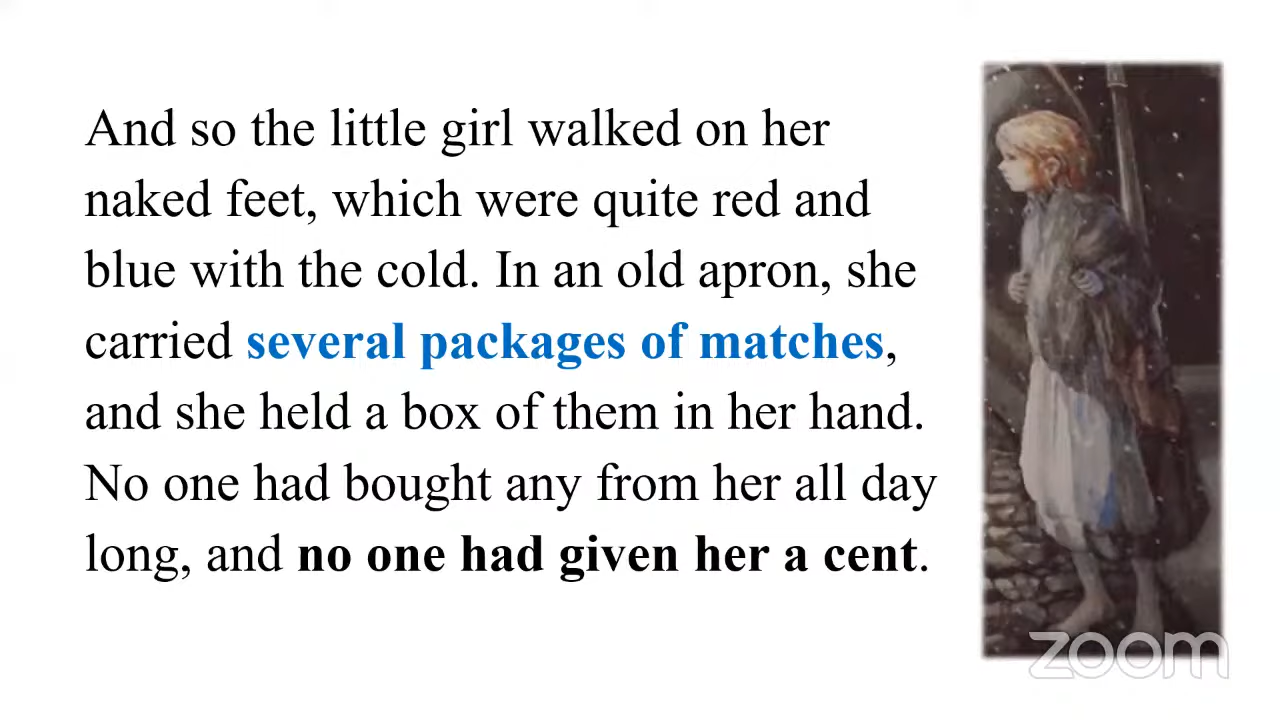 And so the little girl walked on her
naked feet, which were quite red and
blue with the cold. In an old apron, she
carried several packages of matches,
and she held a box of them in her hand.
No one had bought any from her all day
long, and no one had given her a cent.
zoom